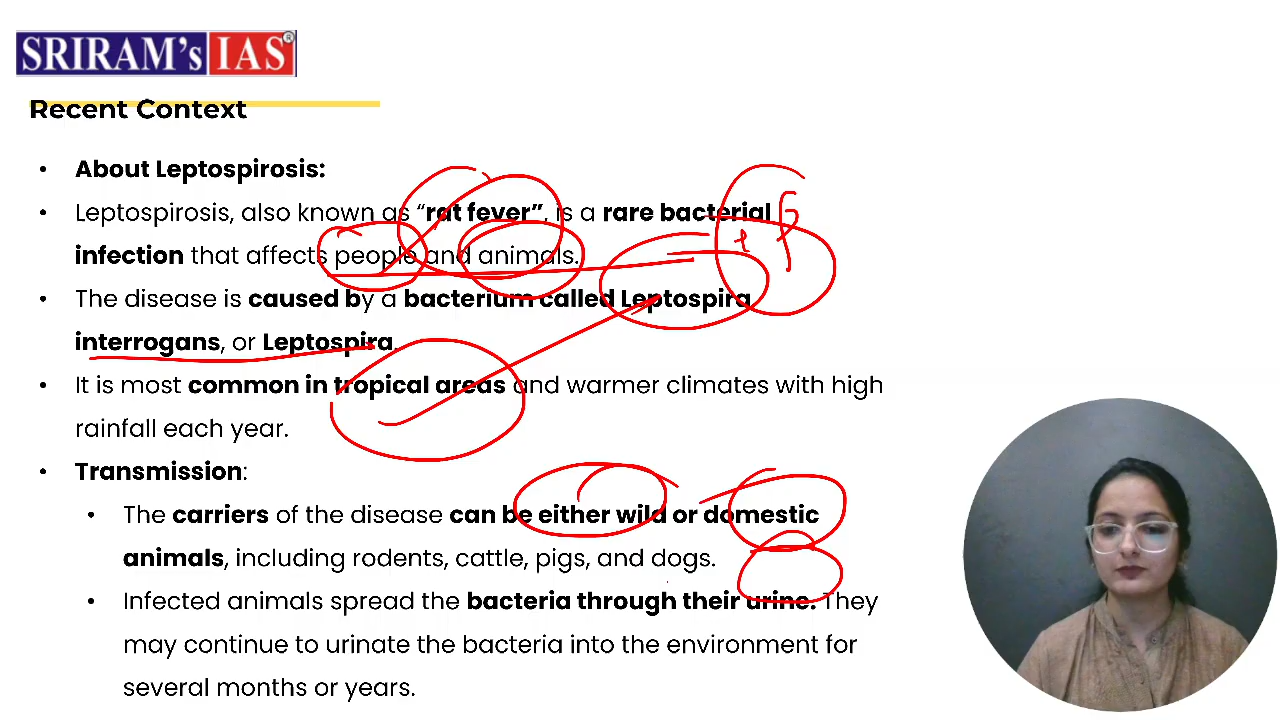 SRIRAM's IAS®
Recent Context
• About Leptospirosis:
• Leptospirosis, also known as “rat fever”, is a rare bacterial
infection that affects people and animals.
• The disease is caused by a bacterium called Leptospira
interrogans, or Leptospira.
• It is most common in tropical areas and warmer climates with high
rainfall each year.
• Transmission:
• The carriers of the disease can be either wild or domestic
animals, including rodents, cattle, pigs, and dogs.
• Infected animals spread the bacteria through their urine. They
may continue to urinate the bacteria into the environment for
several months or years.